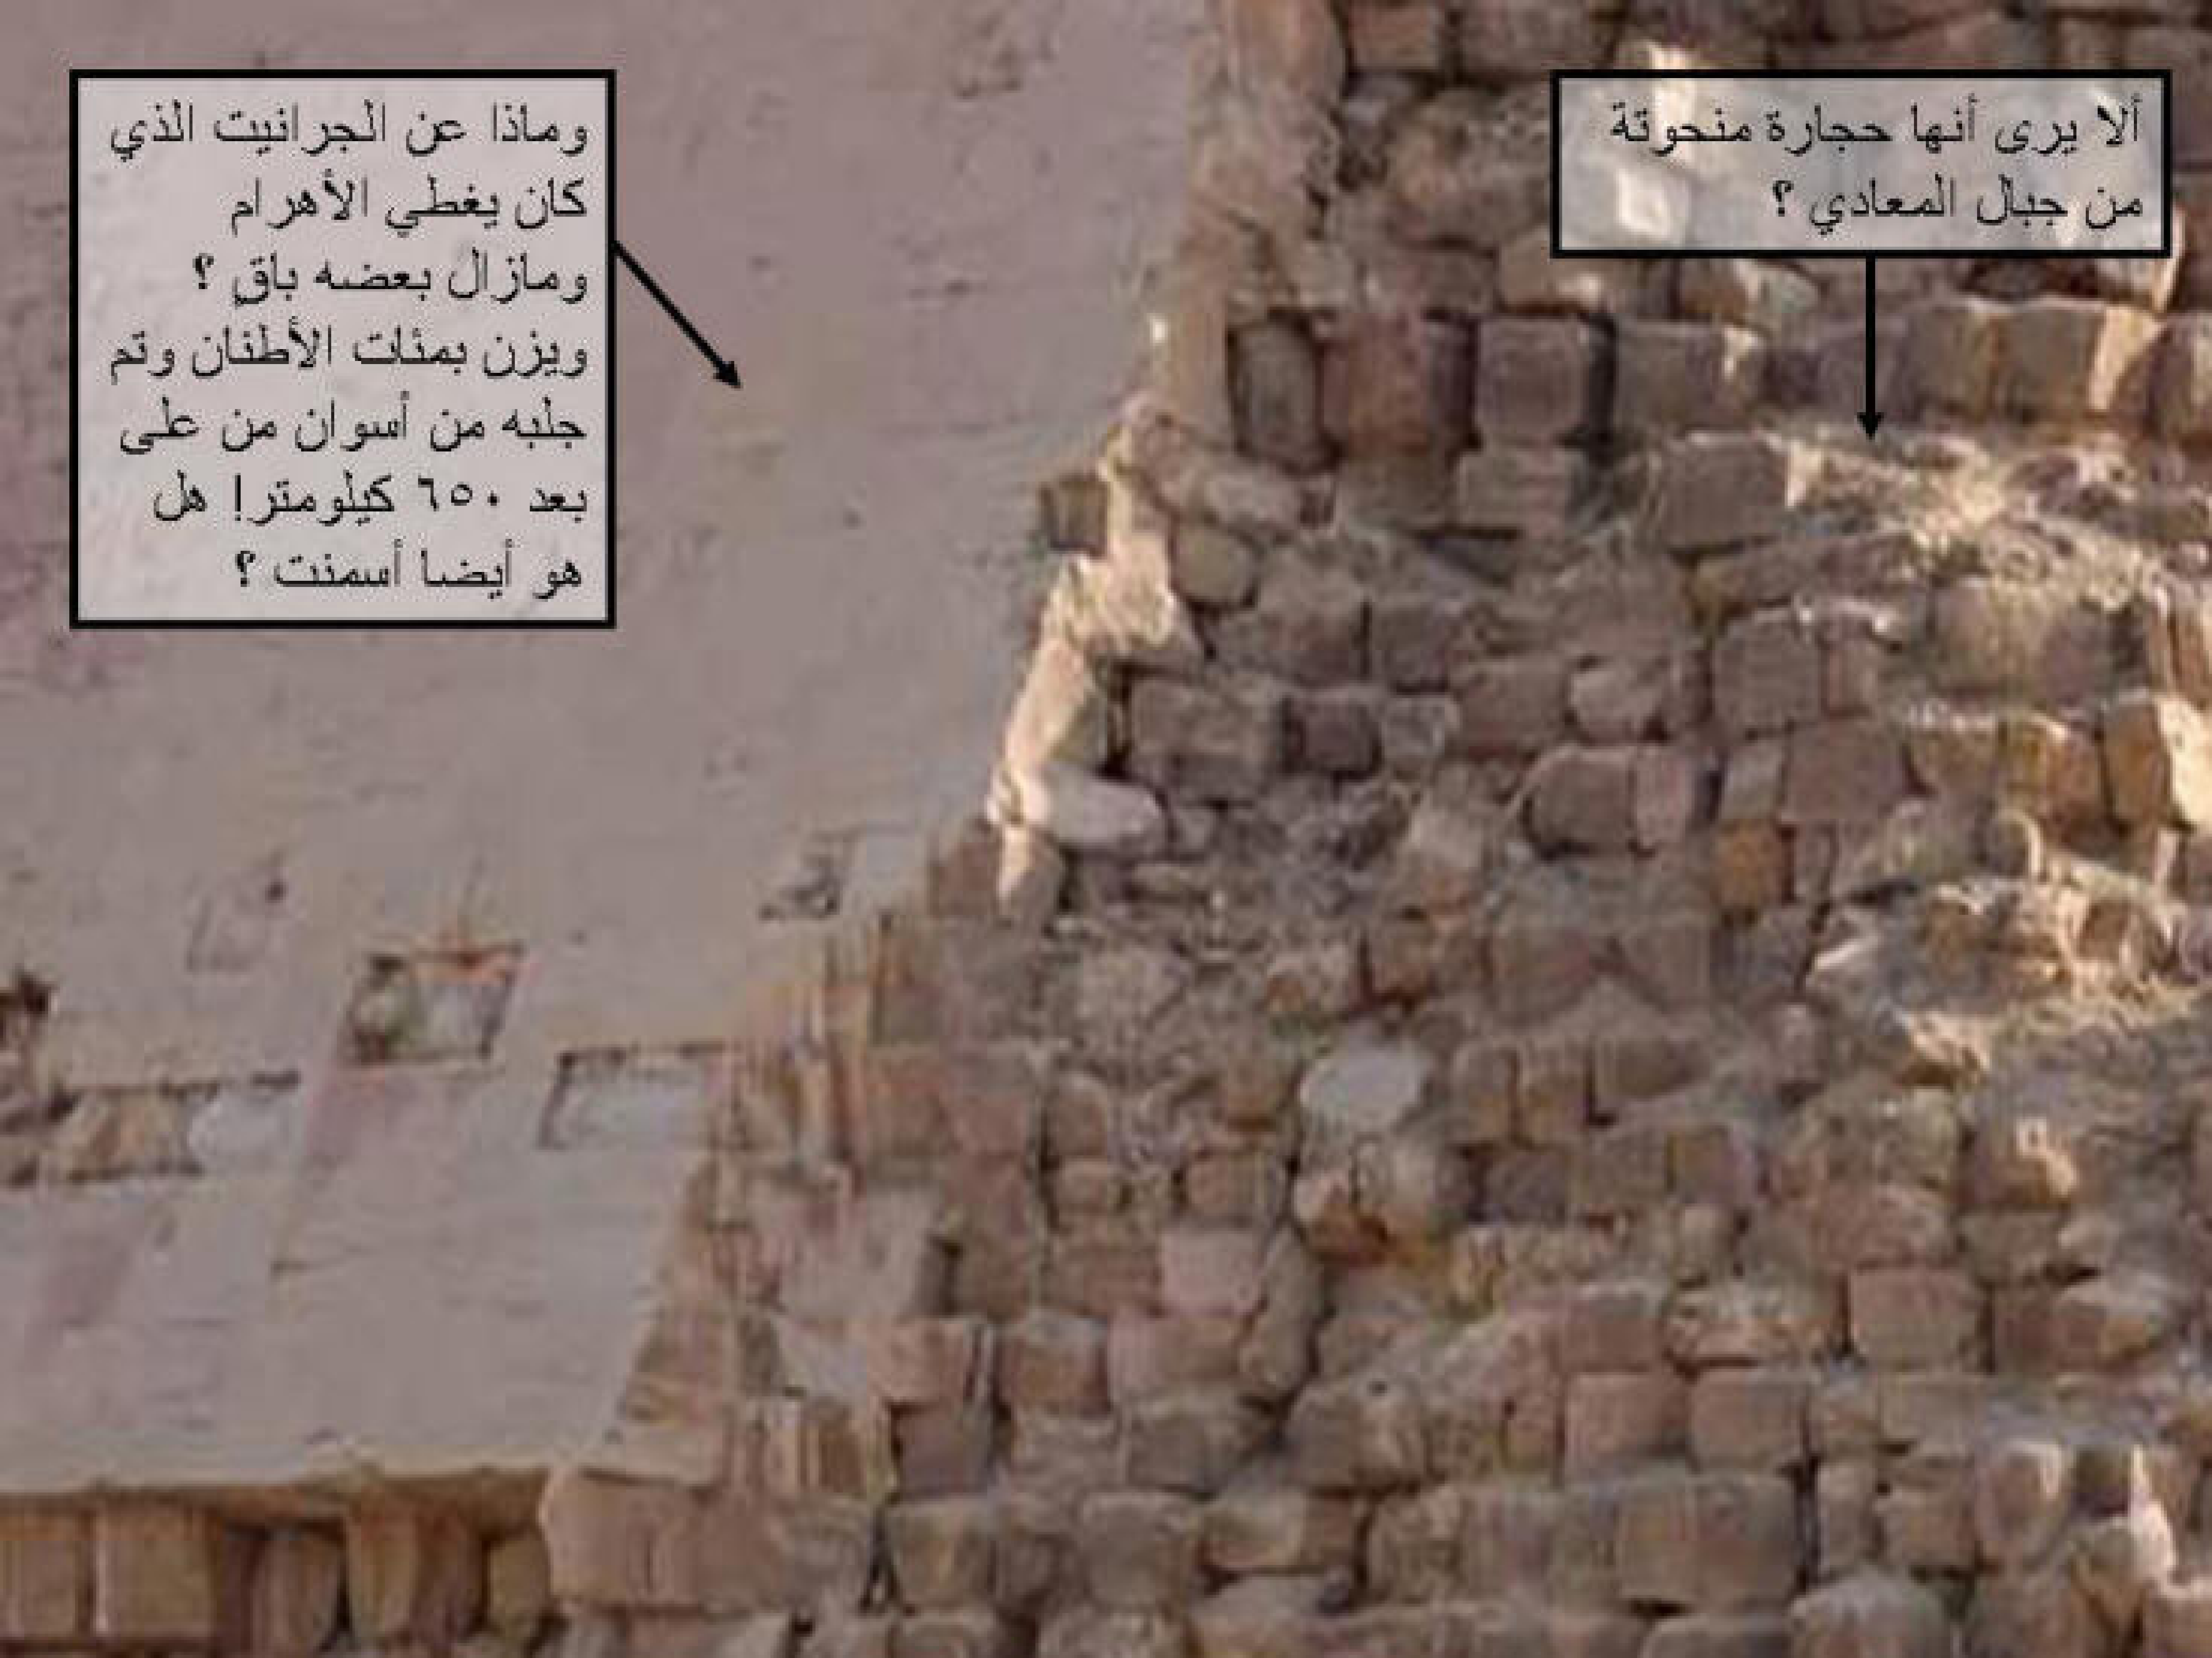 ألا يرى أنها حجارة منحوتة
من جبال المعادي ؟
وماذا عن الجرانيت الذي
كان يغطي الأهرام
ومازال بعضه باقٍ ؟
ويزن بمئات الأطنان وتم
جلبه من أسوان من على
بعد ٦٥٠ كيلومتر! هل
هو أيضا أسمنت ؟